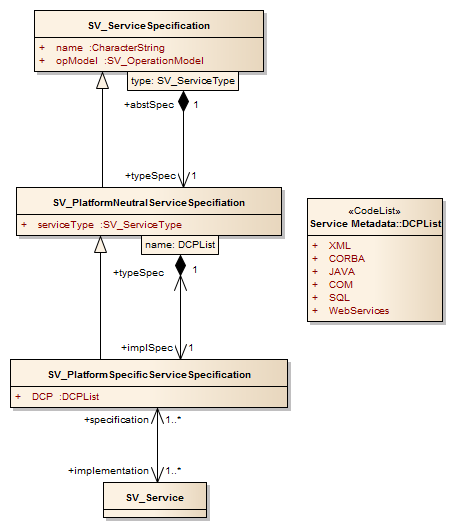 SV_ServiceSpecification
+ name :CharacterString
+ opModel :SV_OperationModel
type: SV_ServiceType
+abstSpec 1
+typeSpec 1
SV_PlatformNeutralServiceSpecifiation
+ serviceType :SV_ServiceType
name: DCPList
+typeSpec 1
+implSpec 1
SV_PlatformSpecificServiceSpecification
+ DCP :DCPList
+specification 1..*
+implementation 1..*
SV_Service
«CodeList»
Service Metadata::DCPList
+ XML
+ CORBA
+ JAVA
+ COM
+ SQL
+ WebServices